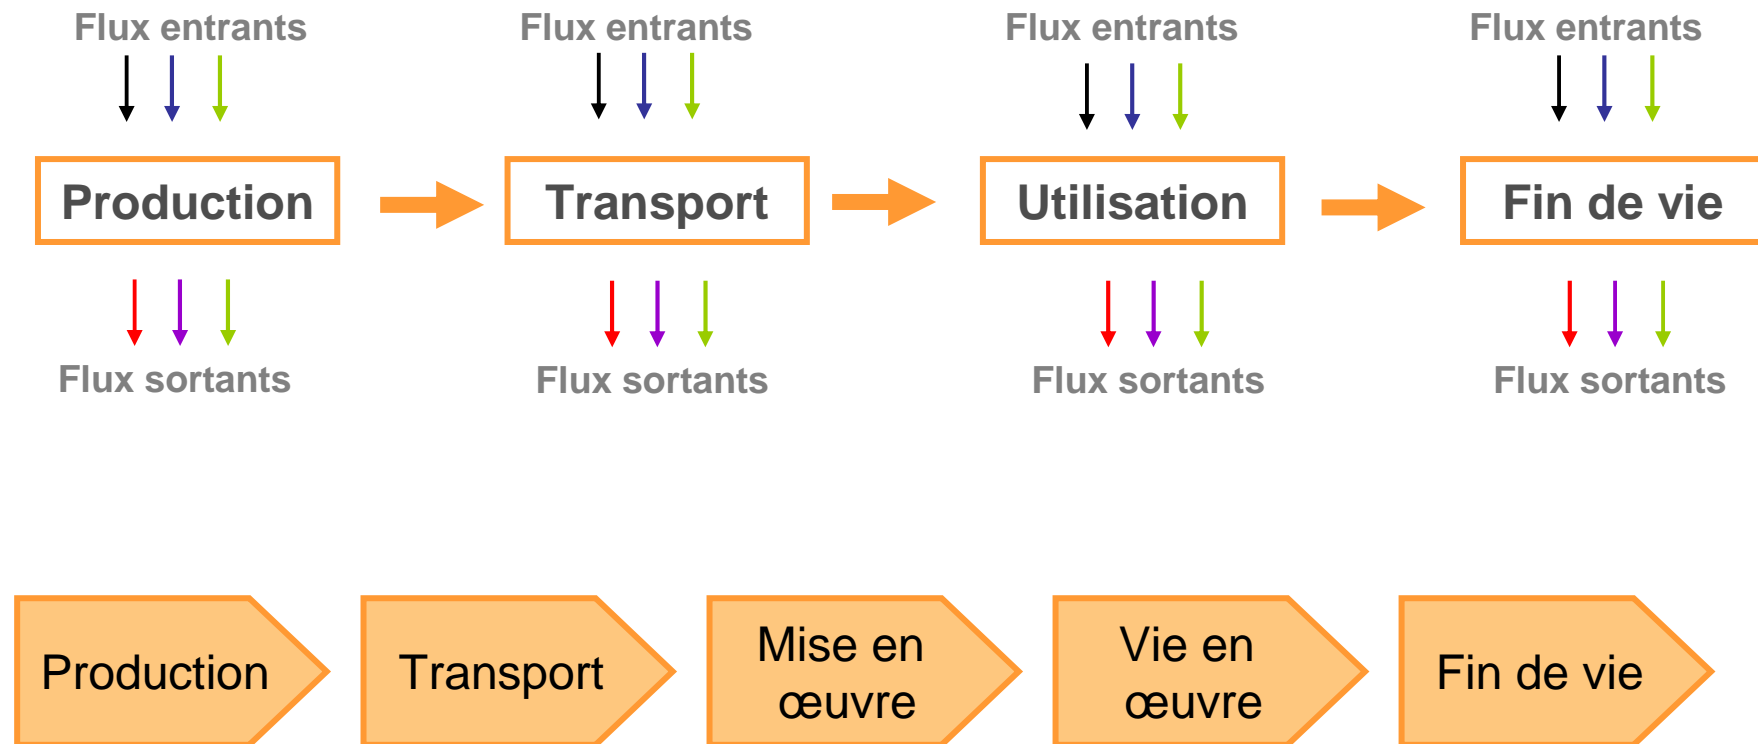 Flux entrants
Flux entrants
Flux entrants
Flux entrants
Production
Transport
Utilisation
Fin de vie
Flux sortants
Flux sortants
Flux sortants
Flux sortants
Production
Transport
Mise en
œuvre
Vie en
œuvre
Fin de vie